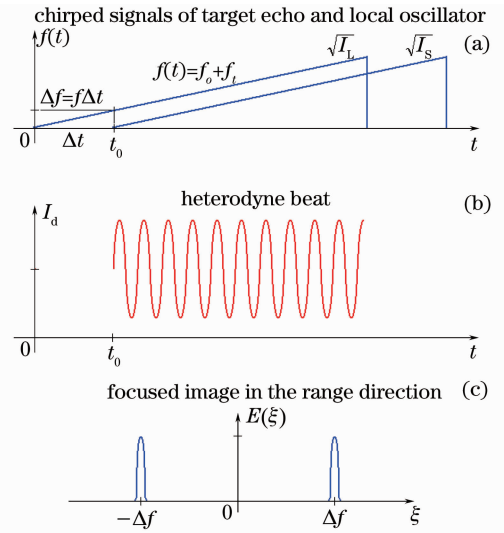 chirped signals of target echo and local oscillator
f(t)
(a)
√I_L
√I_S
f(t)=f_o+f_t
Δf=fΔt
0
Δt
t_0
t
heterodyne beat
(b)
I_d
0
t_0
t
focused image in the range direction
(c)
E(ξ)
−Δf
0
Δf
ξ